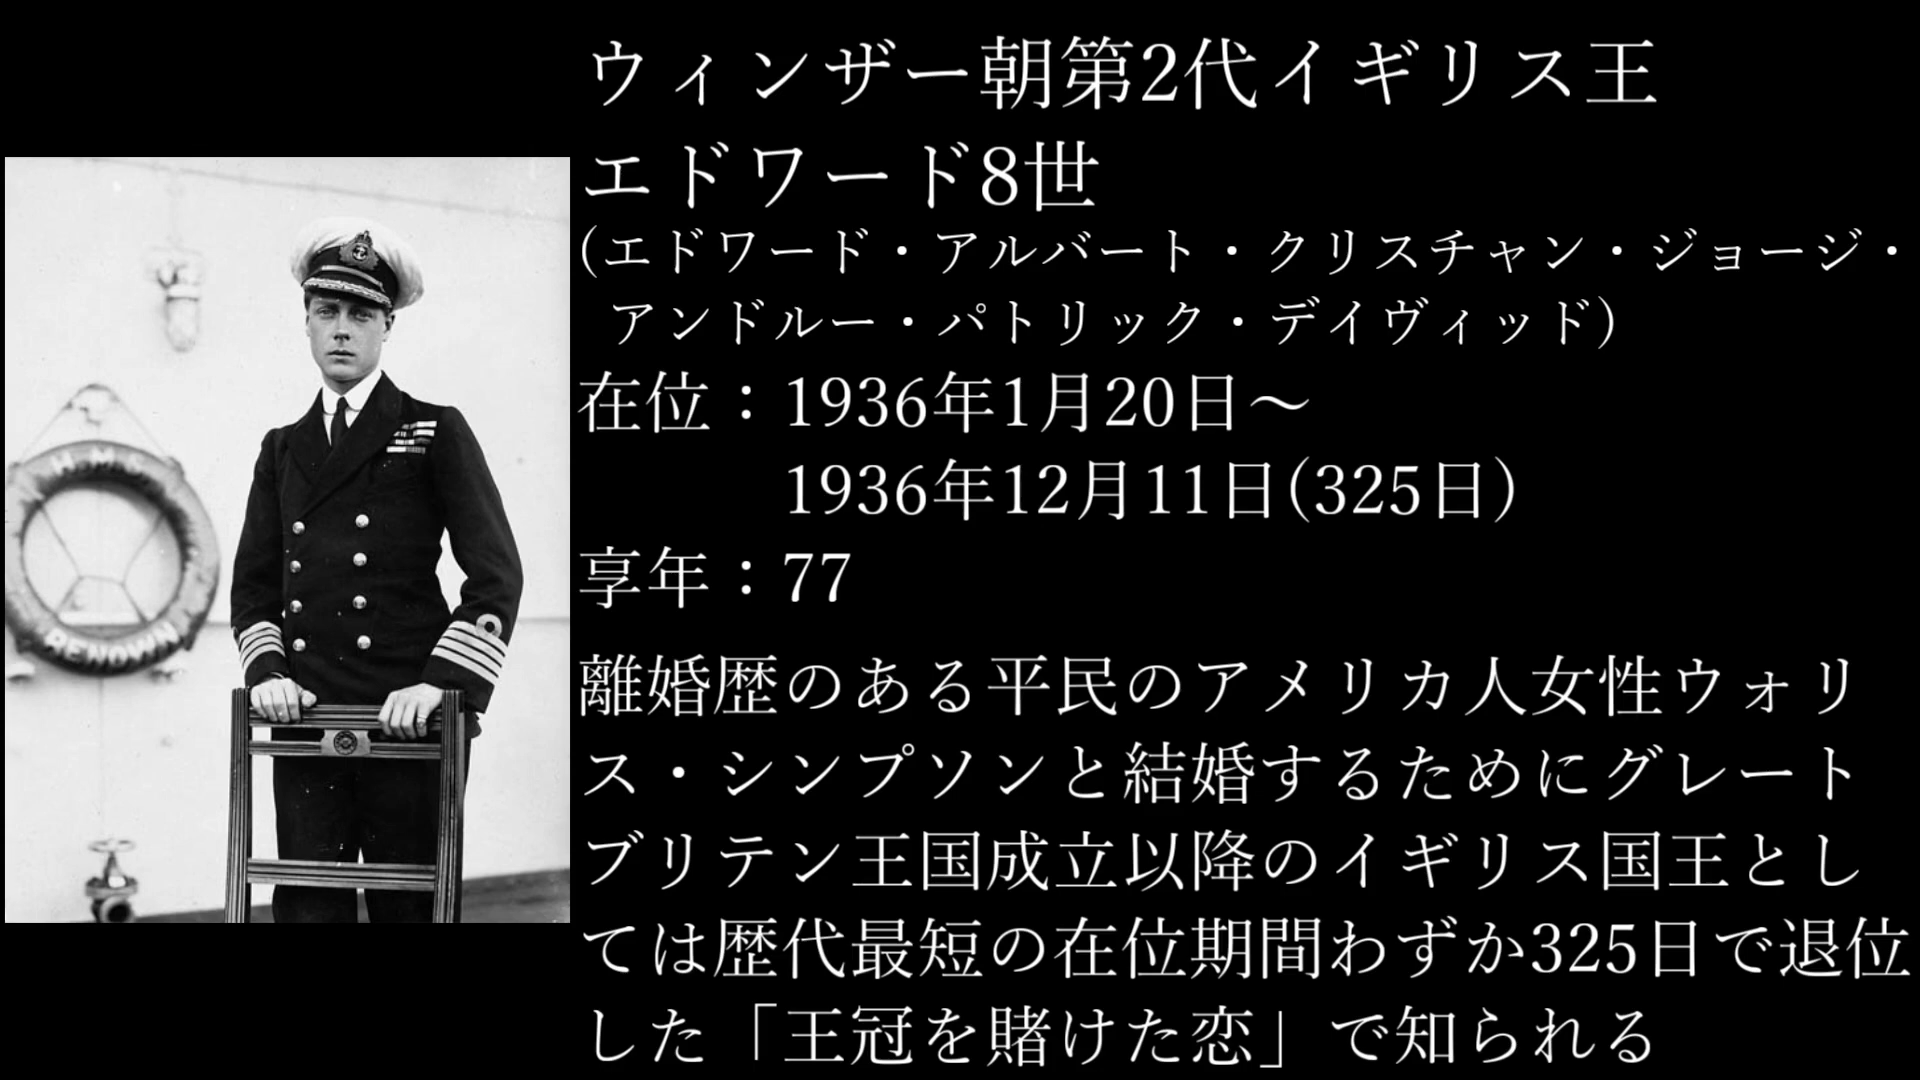 ウィンザー朝第2代イギリス王
エドワード8世
(エドワード・アルバート・クリスチャン・ジョージ・
アンドルー・パトリック・デイヴィッド)
在位：1936年1月20日～
1936年12月11日(325日)
享年：77
離婚歴のある平民のアメリカ人女性ウォリ
ス・シンプソンと結婚するためにグレート
ブリテン王国成立以降のイギリス国王とし
ては歴代最短の在位期間わずか325日で退位
した「王冠を賭けた恋」で知られる
H.M.S
RENOWN